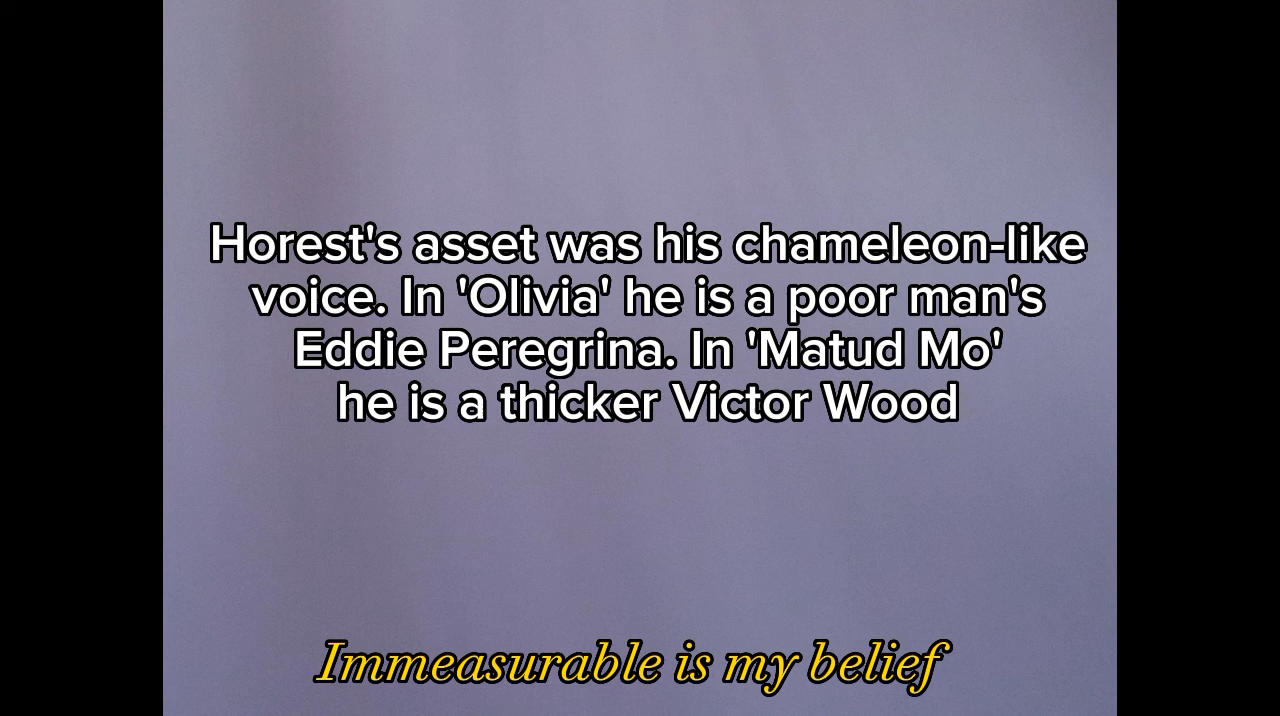 Horest's asset was his chameleon-like
voice. In 'Olivia' he is a poor man's
Eddie Peregrina. In 'Matud Mo'
he is a thicker Victor Wood
Immeasurable is my belief